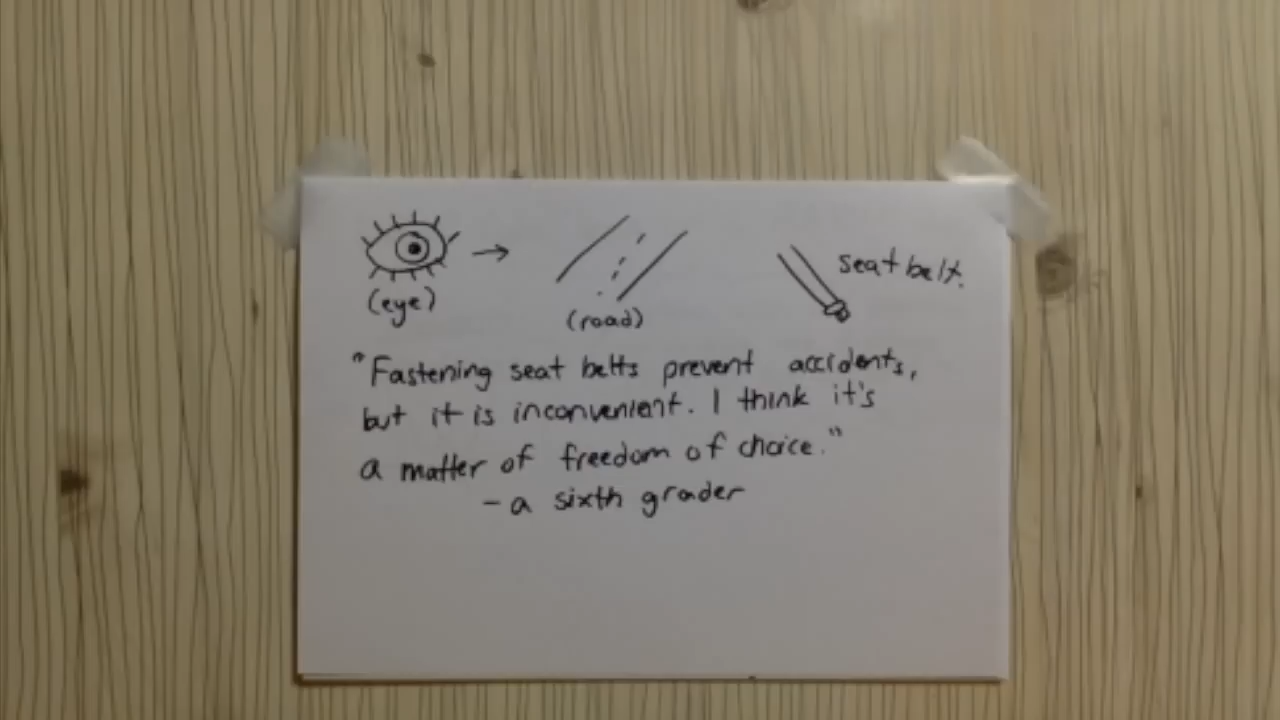 (eye)
(road)
seat belt.
"Fastening seat belts prevent accidents,
but it is inconvenient. I think it's
a matter of freedom of choice."
- a sixth grader